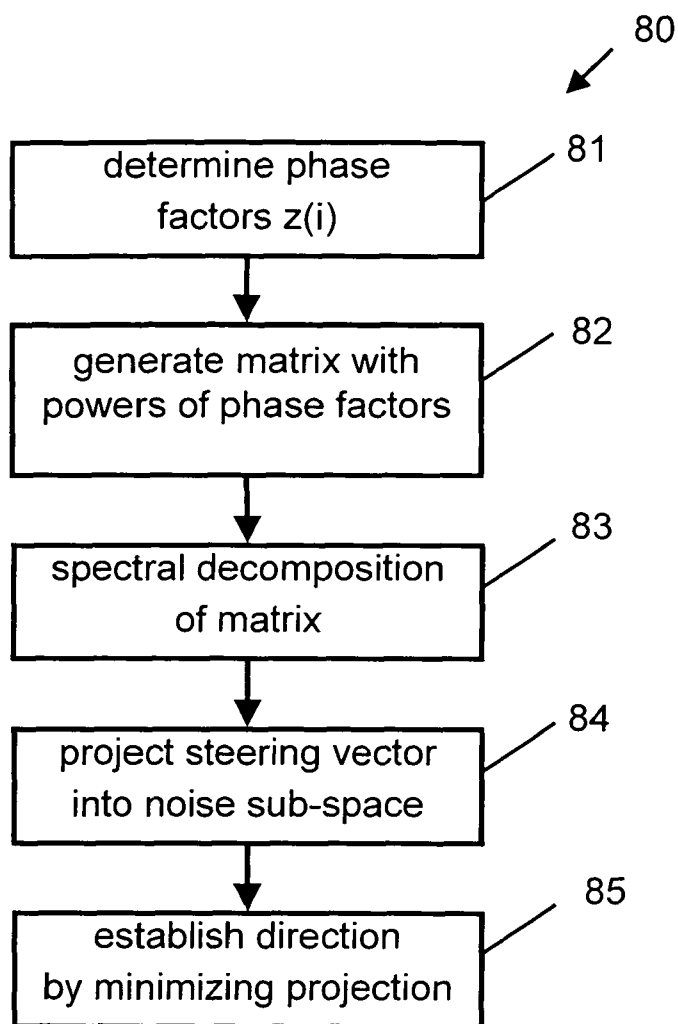 80
determine phase
factors z(i)
81
generate matrix with
powers of phase factors
82
spectral decomposition
of matrix
83
project steering vector
into noise sub-space
84
establish direction
by minimizing projection
85